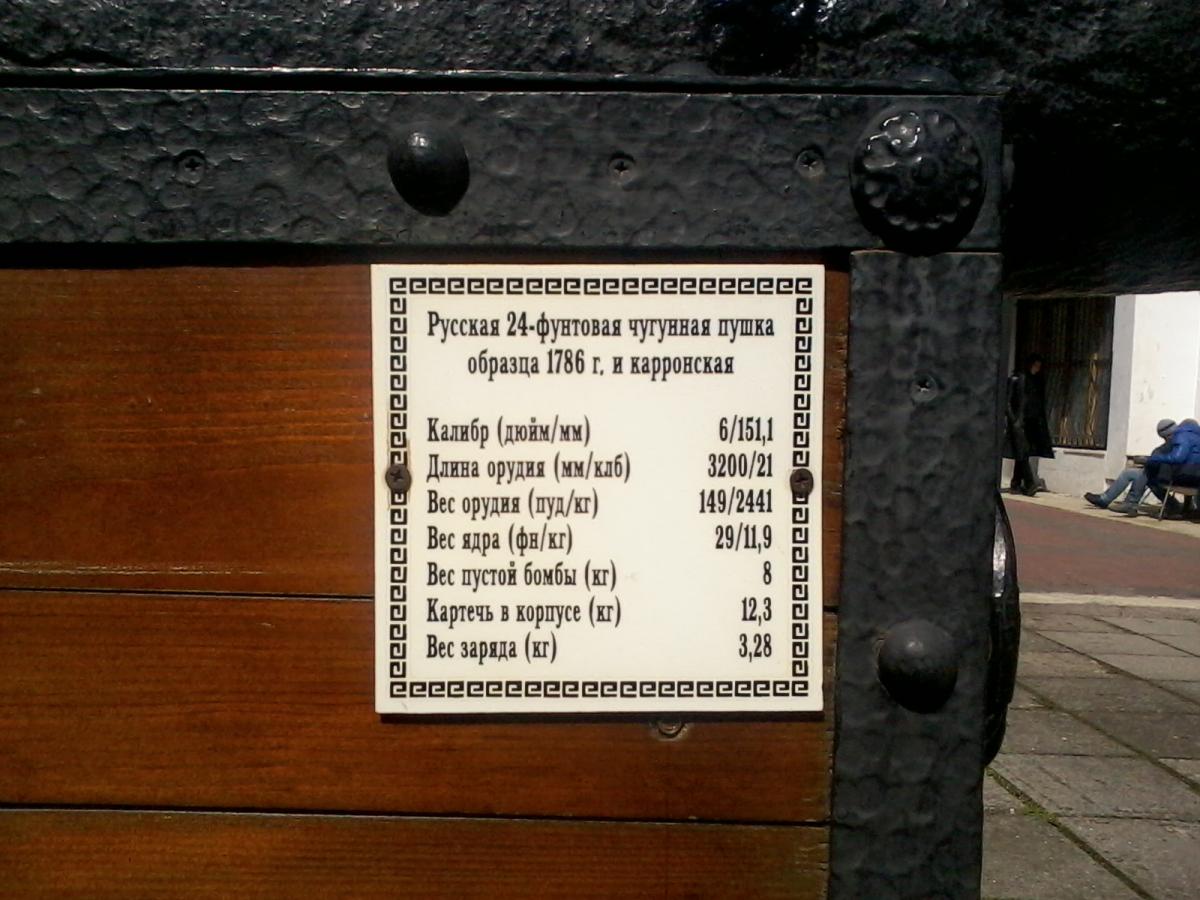 Русская 24-фунтовая чугунная пушка
образца 1786 г. и карронская
Калибр (дюйм/мм) 6/151,1
Длина орудия (мм/клб) 3200/21
Вес орудия (пуд/кг) 149/2441
Вес ядра (фн/кг) 29/11,9
Вес пустой бомбы (кг) 8
Картечь в корпусе (кг) 12,3
Вес заряда (кг) 3,28